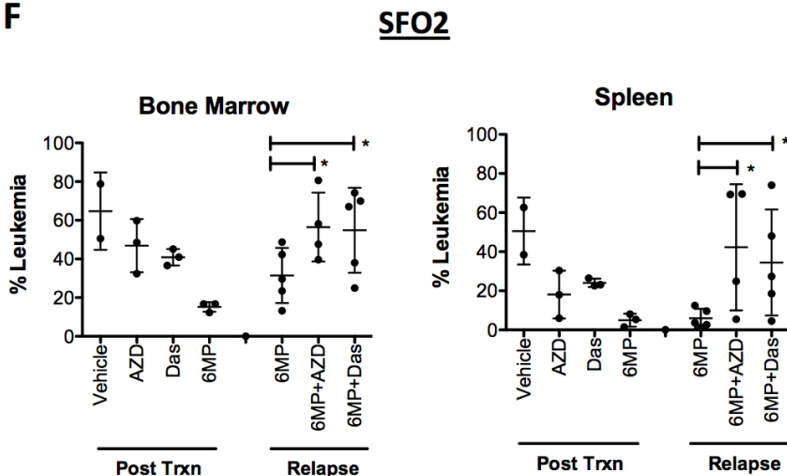 F
SFO2
Bone Marrow
% Leukemia
100
80
60
40
20
0
*
*
Vehicle
AZD
Das
6MP
6MP
6MP+AZD
6MP+Das
Post Trxn
Relapse
Spleen
% Leukemia
100
80
60
40
20
0
*
*
Vehicle
AZD
Das
6MP
6MP
6MP+AZD
6MP+Das
Post Trxn
Relapse